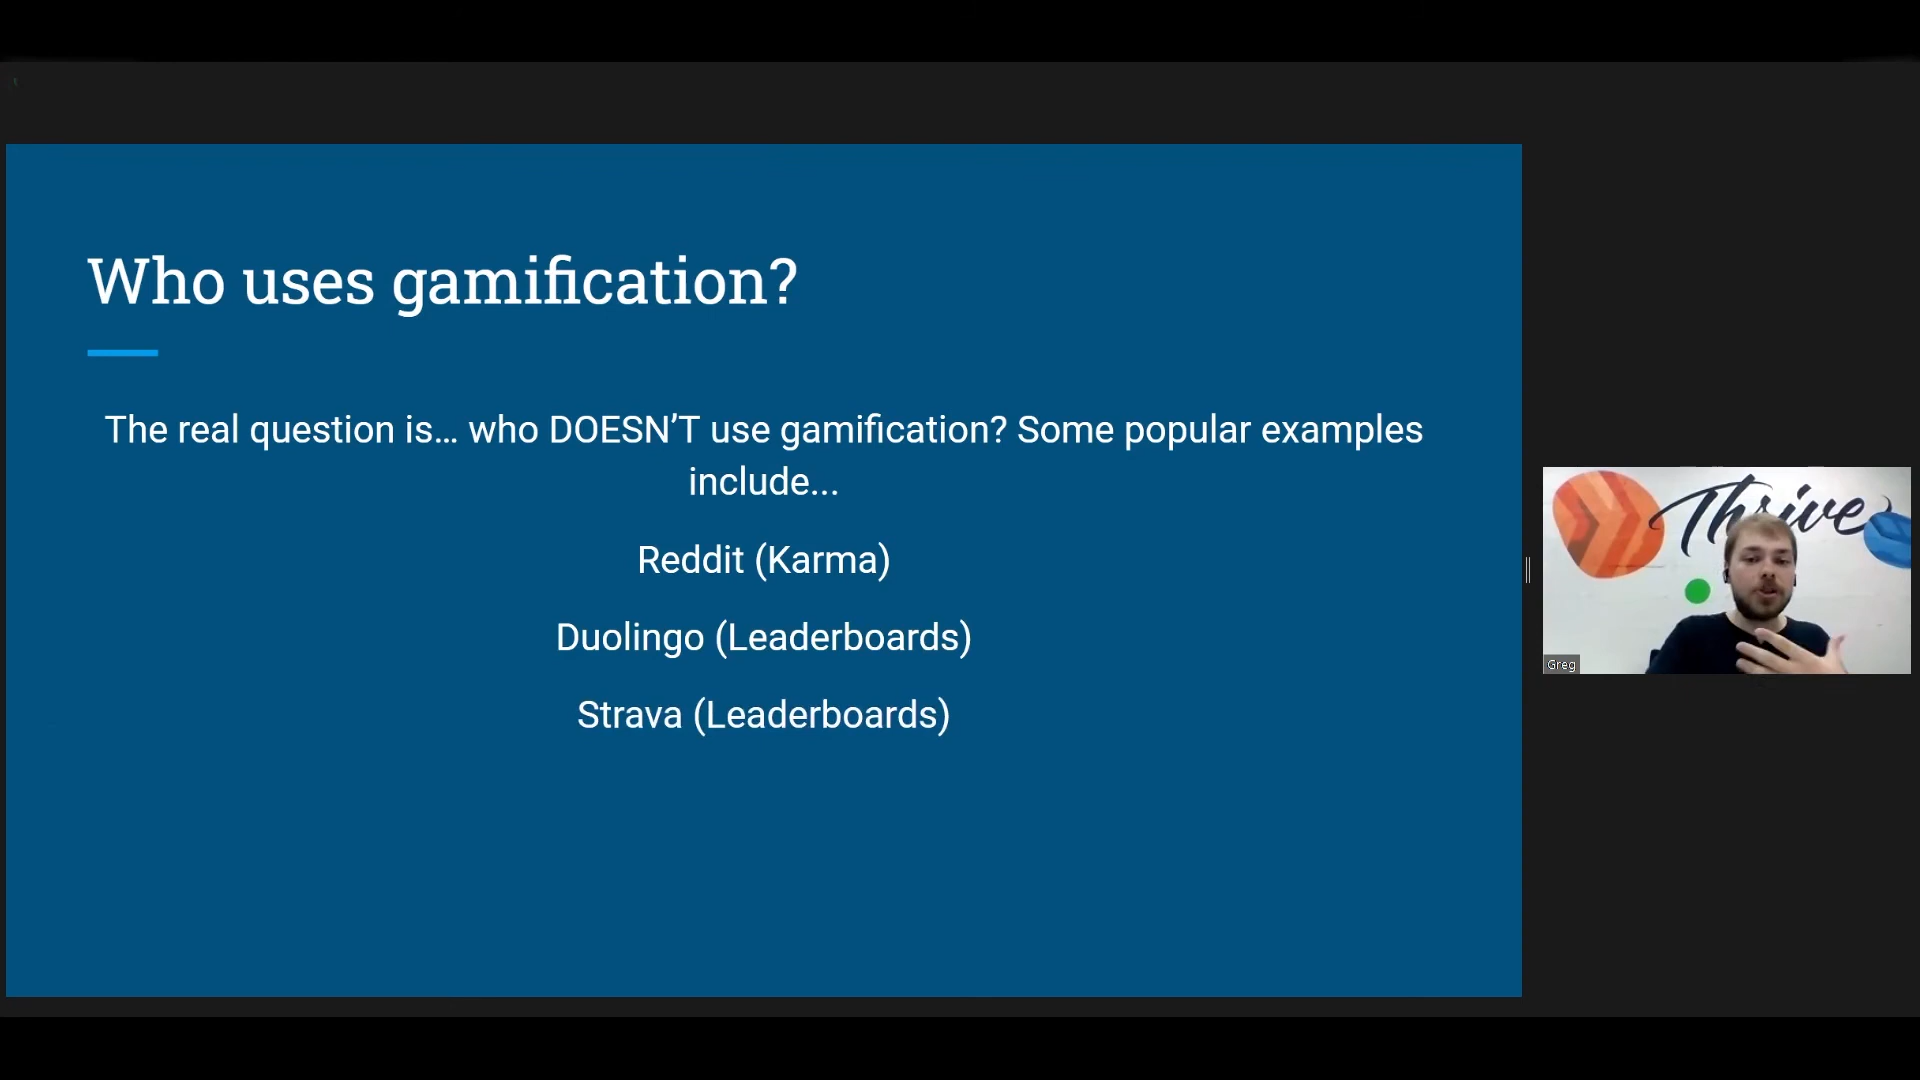 Who uses gamification?
The real question is… who DOESN’T use gamification? Some popular examples
include...
Reddit (Karma)
Duolingo (Leaderboards)
Strava (Leaderboards)
Thrive
Greg